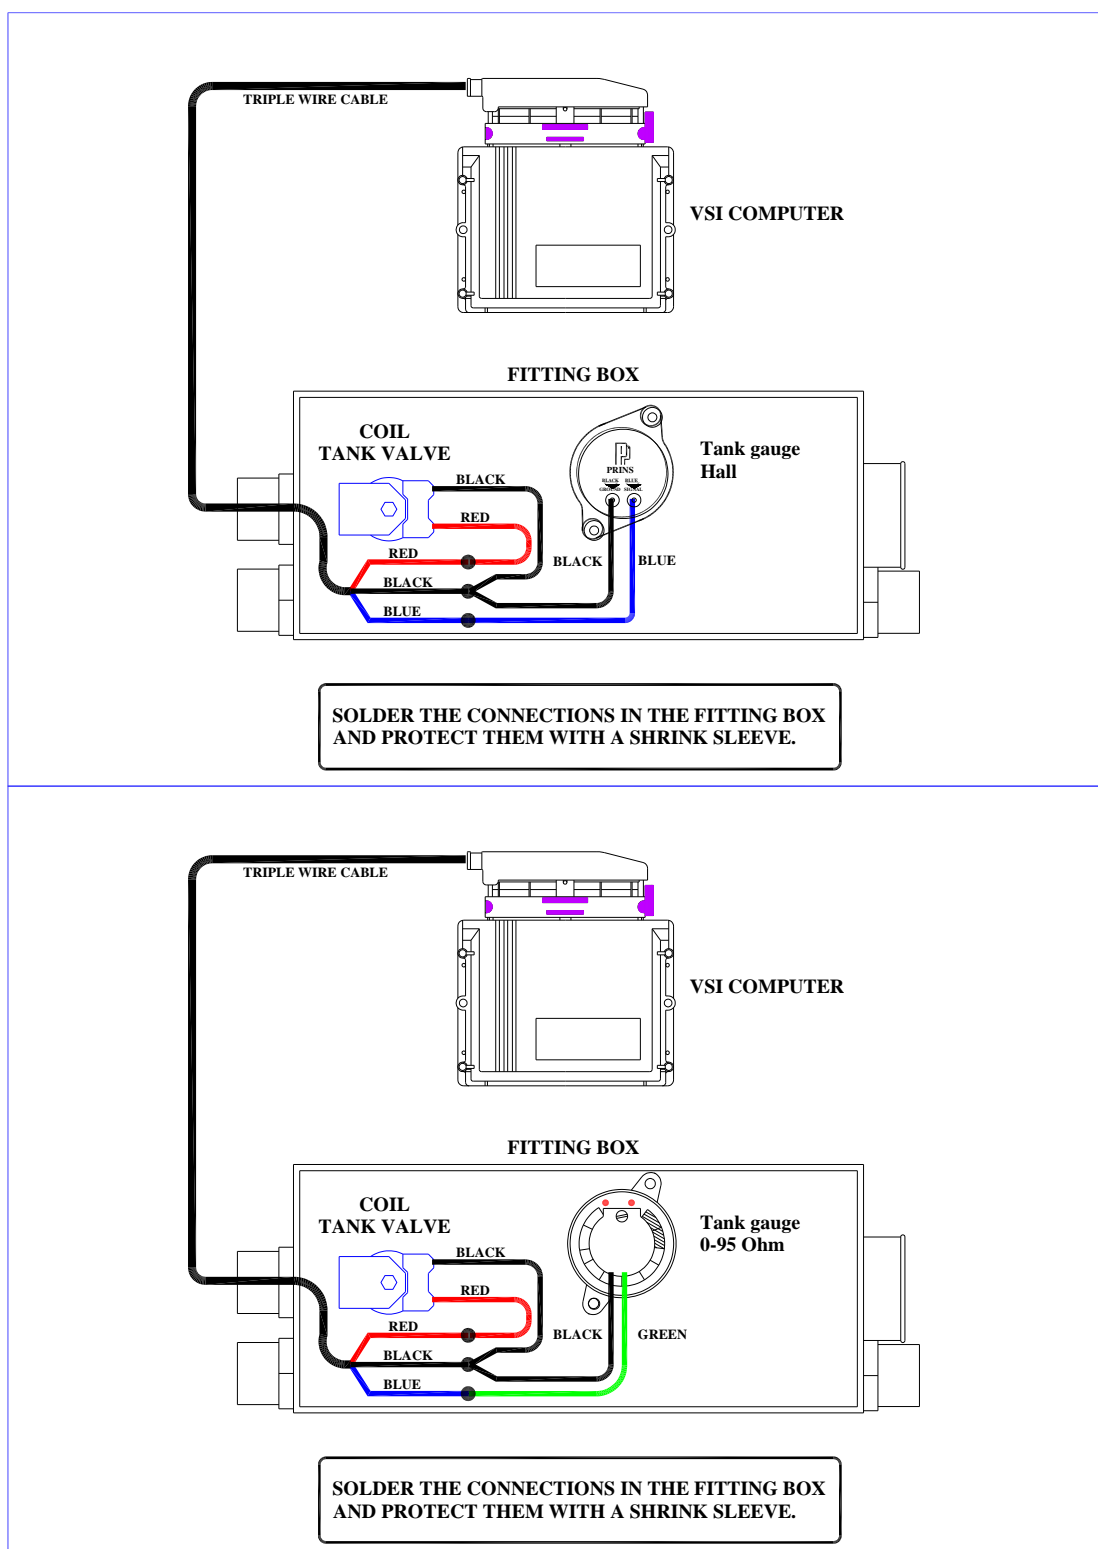 TRIPLE WIRE CABLE
VSI COMPUTER
FITTING BOX
COIL
TANK VALVE
BLACK
RED
RED
BLACK
BLUE
PRINS
BLACK BLUE
GROUND SIGNAL
BLACK
BLUE
Tank gauge
Hall
SOLDER THE CONNECTIONS IN THE FITTING BOX
AND PROTECT THEM WITH A SHRINK SLEEVE.
TRIPLE WIRE CABLE
VSI COMPUTER
FITTING BOX
COIL
TANK VALVE
BLACK
RED
RED
BLACK
BLUE
BLACK
GREEN
Tank gauge
0-95 Ohm
SOLDER THE CONNECTIONS IN THE FITTING BOX
AND PROTECT THEM WITH A SHRINK SLEEVE.